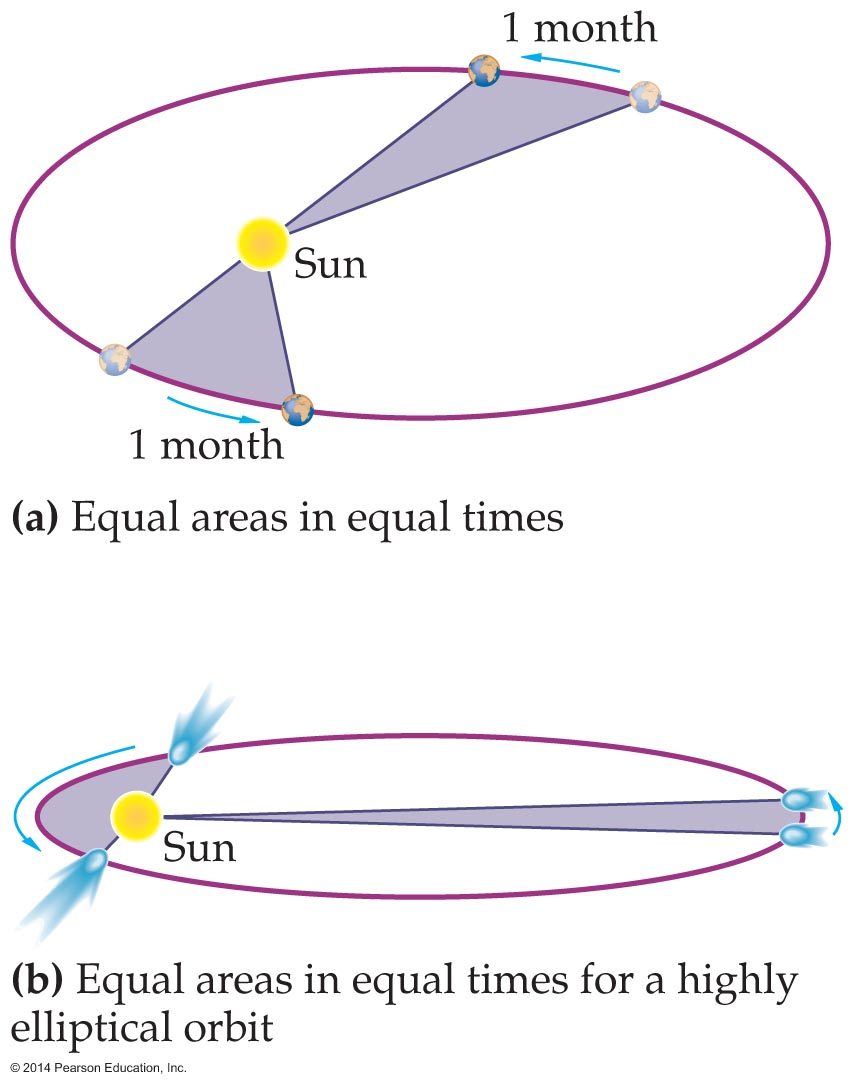 1 month
Sun
1 month
(a) Equal areas in equal times
Sun
(b) Equal areas in equal times for a highly
elliptical orbit
© 2014 Pearson Education, Inc.